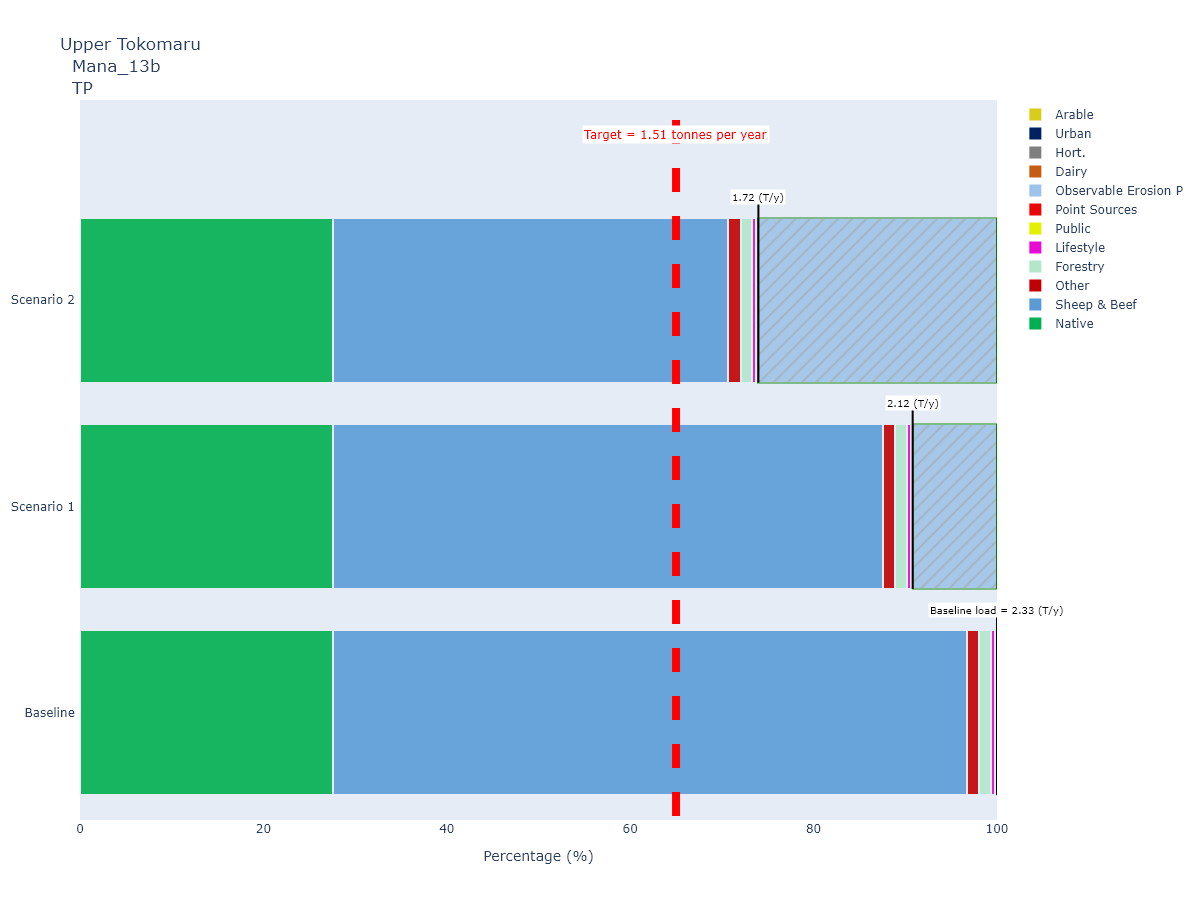 Upper Tokomaru
Mana_13b
TP
Target = 1.51 tonnes per year
1.72 (T/y)
Scenario 2
2.12 (T/y)
Scenario 1
Baseline load = 2.33 (T/y)
Baseline
0 20 40 60 80 100
Percentage (%)
Arable
Urban
Hort.
Dairy
Observable Erosion P
Point Sources
Public
Lifestyle
Forestry
Other
Sheep & Beef
Native